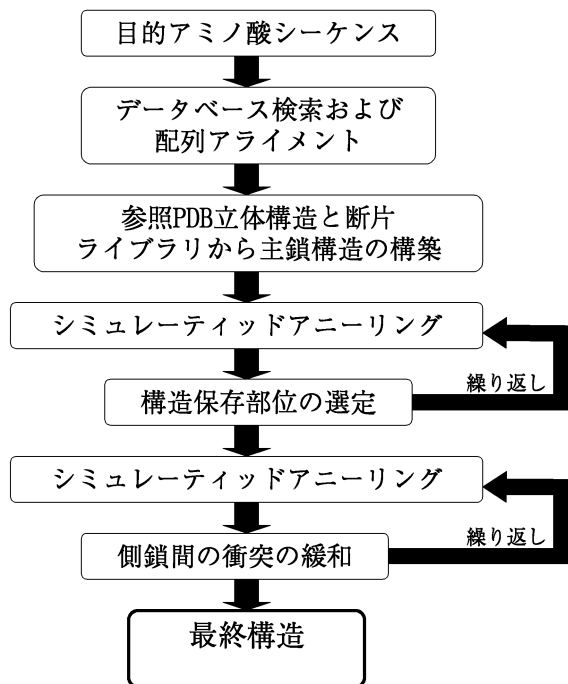 目的アミノ酸シーケンス
データベース検索および
配列アライメント
参照PDB立体構造と断片
ライブラリから主鎖構造の構築
シミュレーティッドアニーリング
繰り返し
構造保存部位の選定
シミュレーティッドアニーリング
繰り返し
側鎖間の衝突の緩和
最終構造